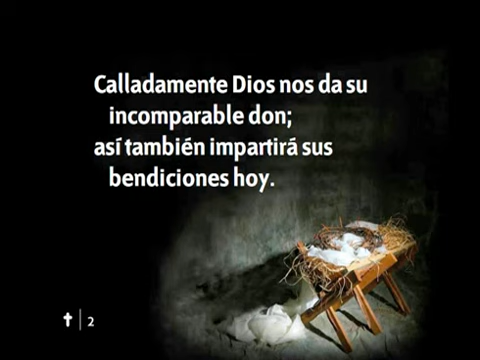 Calladamente Dios nos da su
incomparable don;
así también impartirá sus
bendiciones hoy.
2